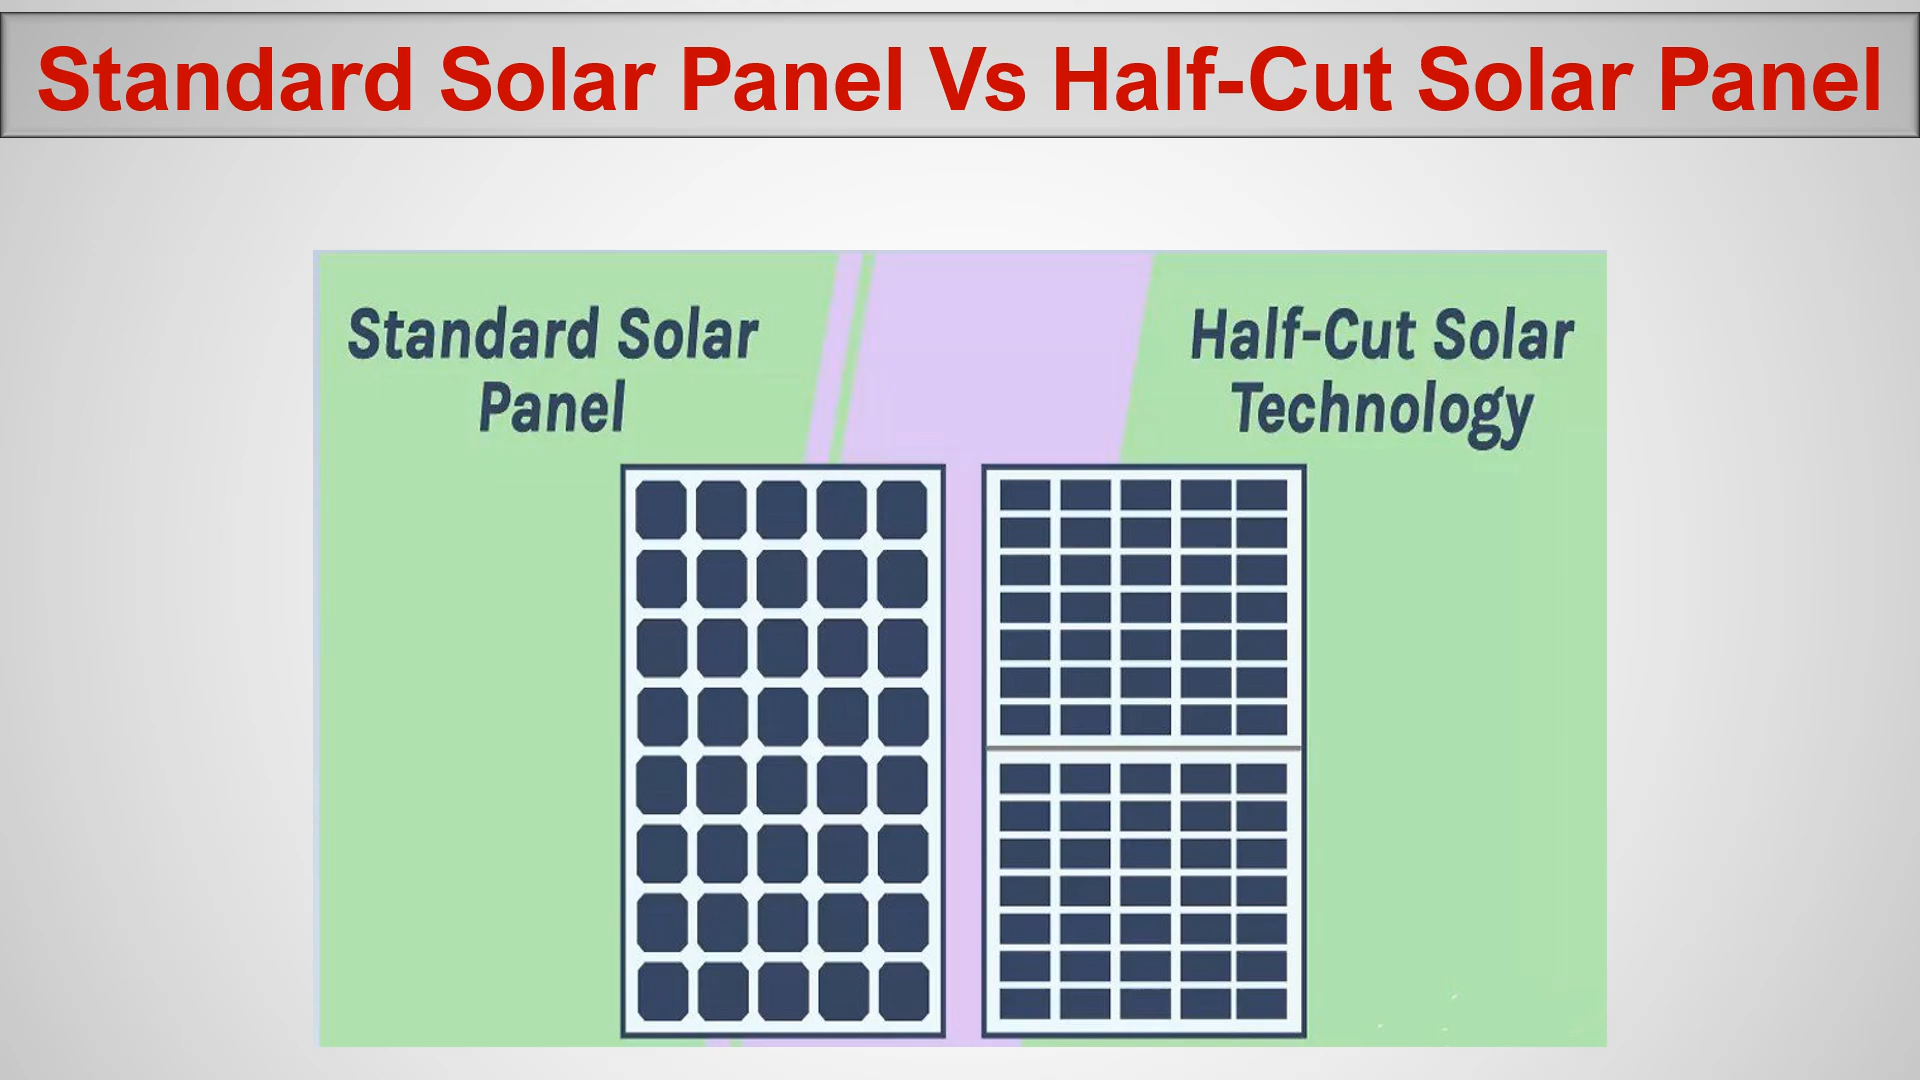 Standard Solar Panel Vs Half-Cut Solar Panel
Standard Solar
Panel
Half-Cut Solar
Technology